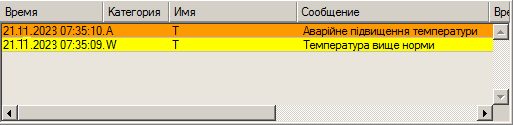 Время Категория Имя Сообщение Вре
21.11.2023 07:35:10. A T Аварійне підвищення температури
21.11.2023 07:35:09. W T Температура вище норми